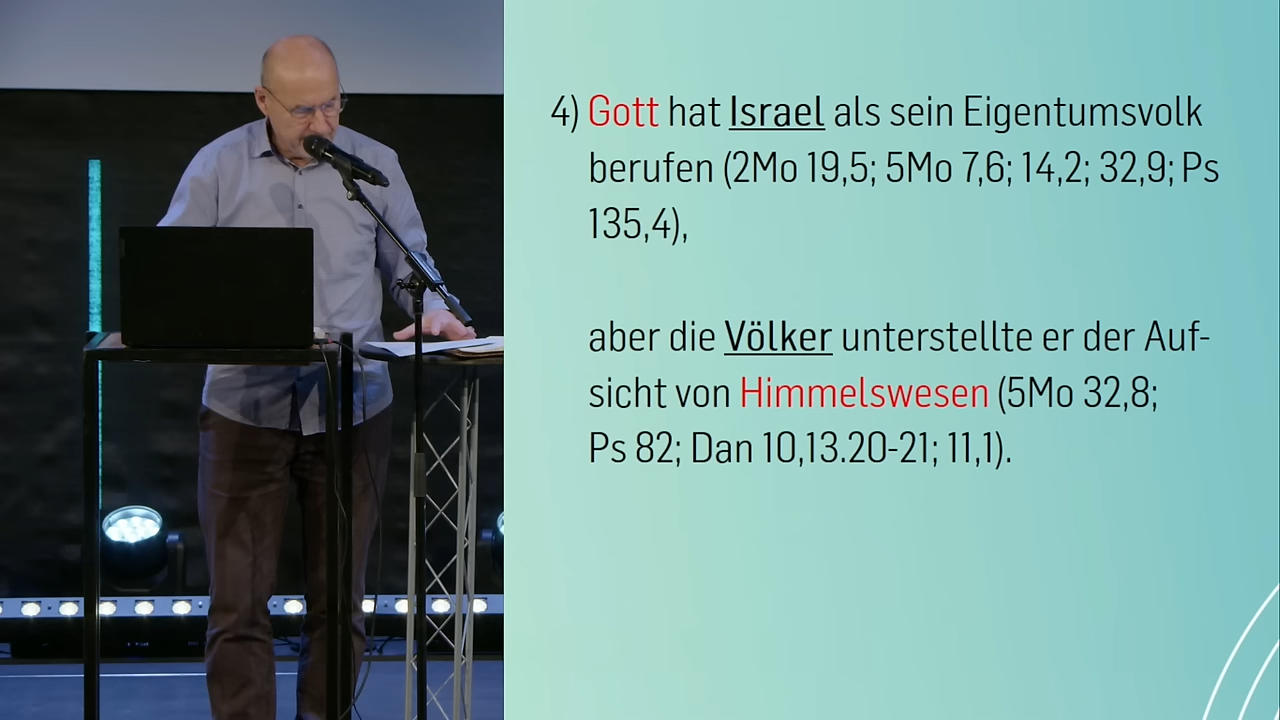 4) Gott hat Israel als sein Eigentumsvolk
berufen (2Mo 19,5; 5Mo 7,6; 14,2; 32,9; Ps
135,4),
aber die Völker unterstellte er der Auf-
sicht von Himmelswesen (5Mo 32,8;
Ps 82; Dan 10,13.20-21; 11,1).